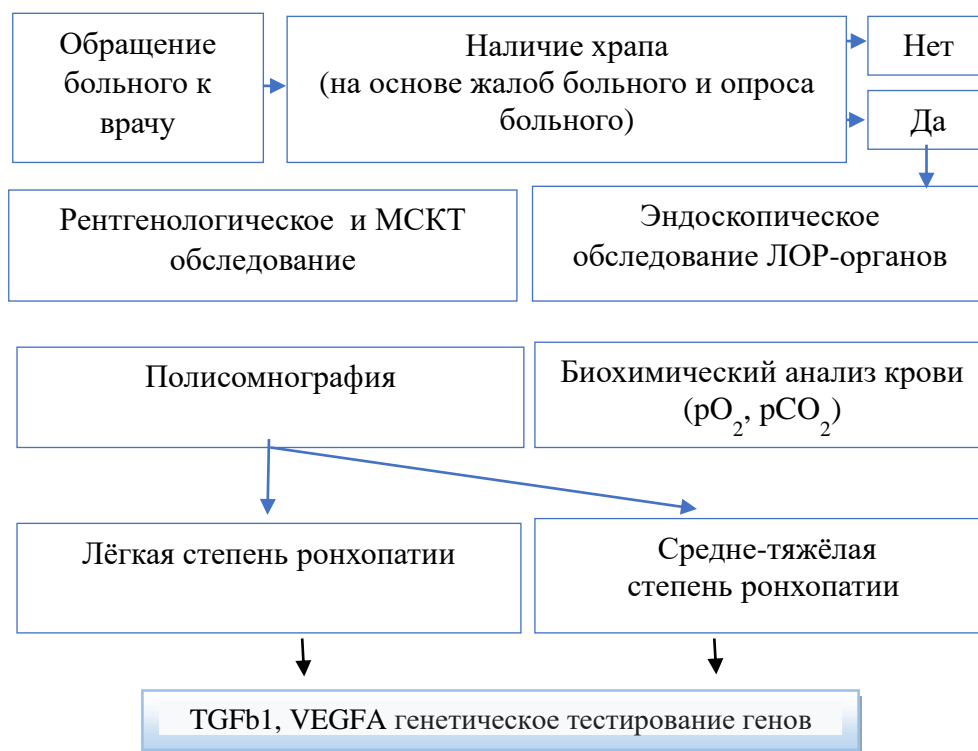 Обращение
больного к
врачу
Наличие храпа
(на основе жалоб больного и опроса
больного)
Нет
Да
Рентгенологическое и МСКТ
обследование
Эндоскопическое
обследование ЛОР-органов
Полисомнография
Биохимический анализ крови
(pO2, pCO2)
Лёгкая степень ронхопатии
Средне-тяжёлая
степень ронхопатии
TGFb1, VEGFA генетическое тестирование генов